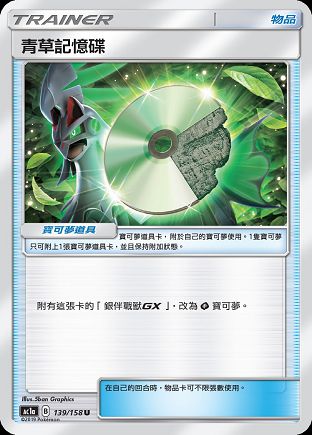 TRAINER 物品
青草記憶碟
寶可夢道具
寶可夢道具卡，附於自己的寶可夢使用。1隻寶可夢
只可附上1張寶可夢道具，並且保持附加狀態。
附有這張卡的「銀伴戰獸GX」，改為寶可夢。
Illus.5ban Graphics
AC1a B 139/158 U
©2019 Pokémon
在自己的回合時，物品卡可不限張數使用。